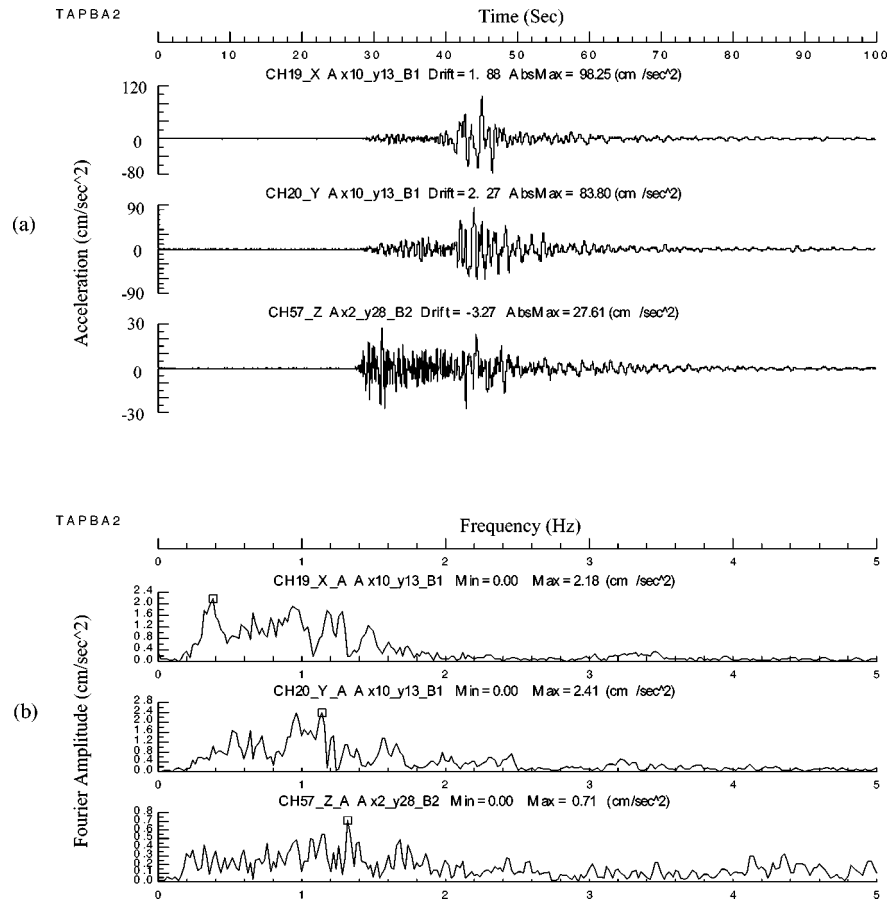 TAPBA2
Time (Sec)
0 10 20 30 40 50 60 70 80 90 100
CH19_X A x10_y13_B1 Drift = 1. 88 AbsMax = 98.25 (cm /sec^2)
120
0
-80
CH20_Y A x10_y13_B1 Drift = 2. 27 AbsMax = 83.80 (cm /sec^2)
90
0
-90
CH57_Z A x2_y28_B2 Drift = -3.27 AbsMax = 27.61 (cm /sec^2)
30
0
-30
Acceleration (cm/sec^2)
(a)
TAPBA2
Frequency (Hz)
0 1 2 3 4 5
CH19_X_A A x10_y13_B1 Min = 0.00 Max = 2.18 (cm /sec^2)
2.4
1.6
0.8
0.0
0 1 2 3 4 5
CH20_Y_A A x10_y13_B1 Min = 0.00 Max = 2.41 (cm /sec^2)
2.8
2.4
1.6
0.8
0.0
0 1 2 3 4 5
CH57_Z_A A x2_y28_B2 Min = 0.00 Max = 0.71 (cm/sec^2)
0.8
0.7
0.6
0.5
0.4
0.3
0.2
0.1
0.0
0 1 2 3 4 5
Fourier Amplitude (cm/sec^2)
(b)